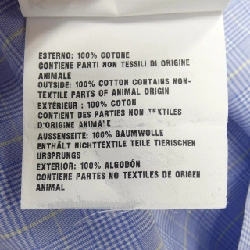 ESTERNO: 100% COTONE
CONTIENE PARTI NON TESSILI DI ORIGINE
ANIMALE
OUTSIDE: 100% COTTON CONTAINS NON-
TEXTILE PARTS OF ANIMAL ORIGIN
EXTÉRIEUR : 100% COTON
CONTIENT DES PARTIES NON TEXTILES
D'ORIGINE ANIMALE
AUSSENSEITE: 100% BAUMWOLLE
ENTHÄLT NICHTTEXTILE TEILE TIERISCHEN
URSPRUNGS
EXTERIOR: 100% ALGODÓN
CONTIENE PARTES NO TEXTILES DE ORIGEN
ANIMAL